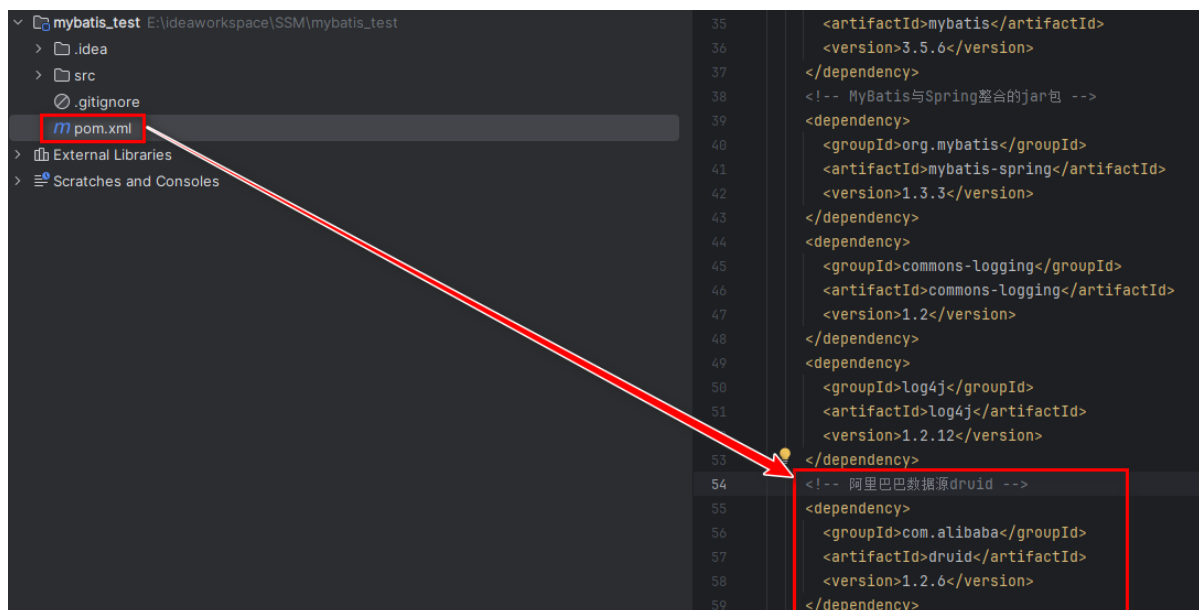 mybatis_test E:\ideaworkspace\SSM\mybatis_test
.idea
src
.gitignore
pom.xml
External Libraries
Scratches and Consoles
35 <artifactId>mybatis</artifactId>
36 <version>3.5.6</version>
37 </dependency>
38 <!-- MyBatis与Spring整合的jar包 -->
39 <dependency>
40 <groupId>org.mybatis</groupId>
41 <artifactId>mybatis-spring</artifactId>
42 <version>1.3.3</version>
43 </dependency>
44 <dependency>
45 <groupId>commons-logging</groupId>
46 <artifactId>commons-logging</artifactId>
47 <version>1.2</version>
48 </dependency>
49 <dependency>
50 <groupId>log4j</groupId>
51 <artifactId>log4j</artifactId>
<version>1.2.12</version>
53 </dependency>
54 <!-- 阿里巴巴数据源druid -->
55 <dependency>
56 <groupId>com.alibaba</groupId>
57 <artifactId>druid</artifactId>
58 <version>1.2.6</version>
59 </dependency>